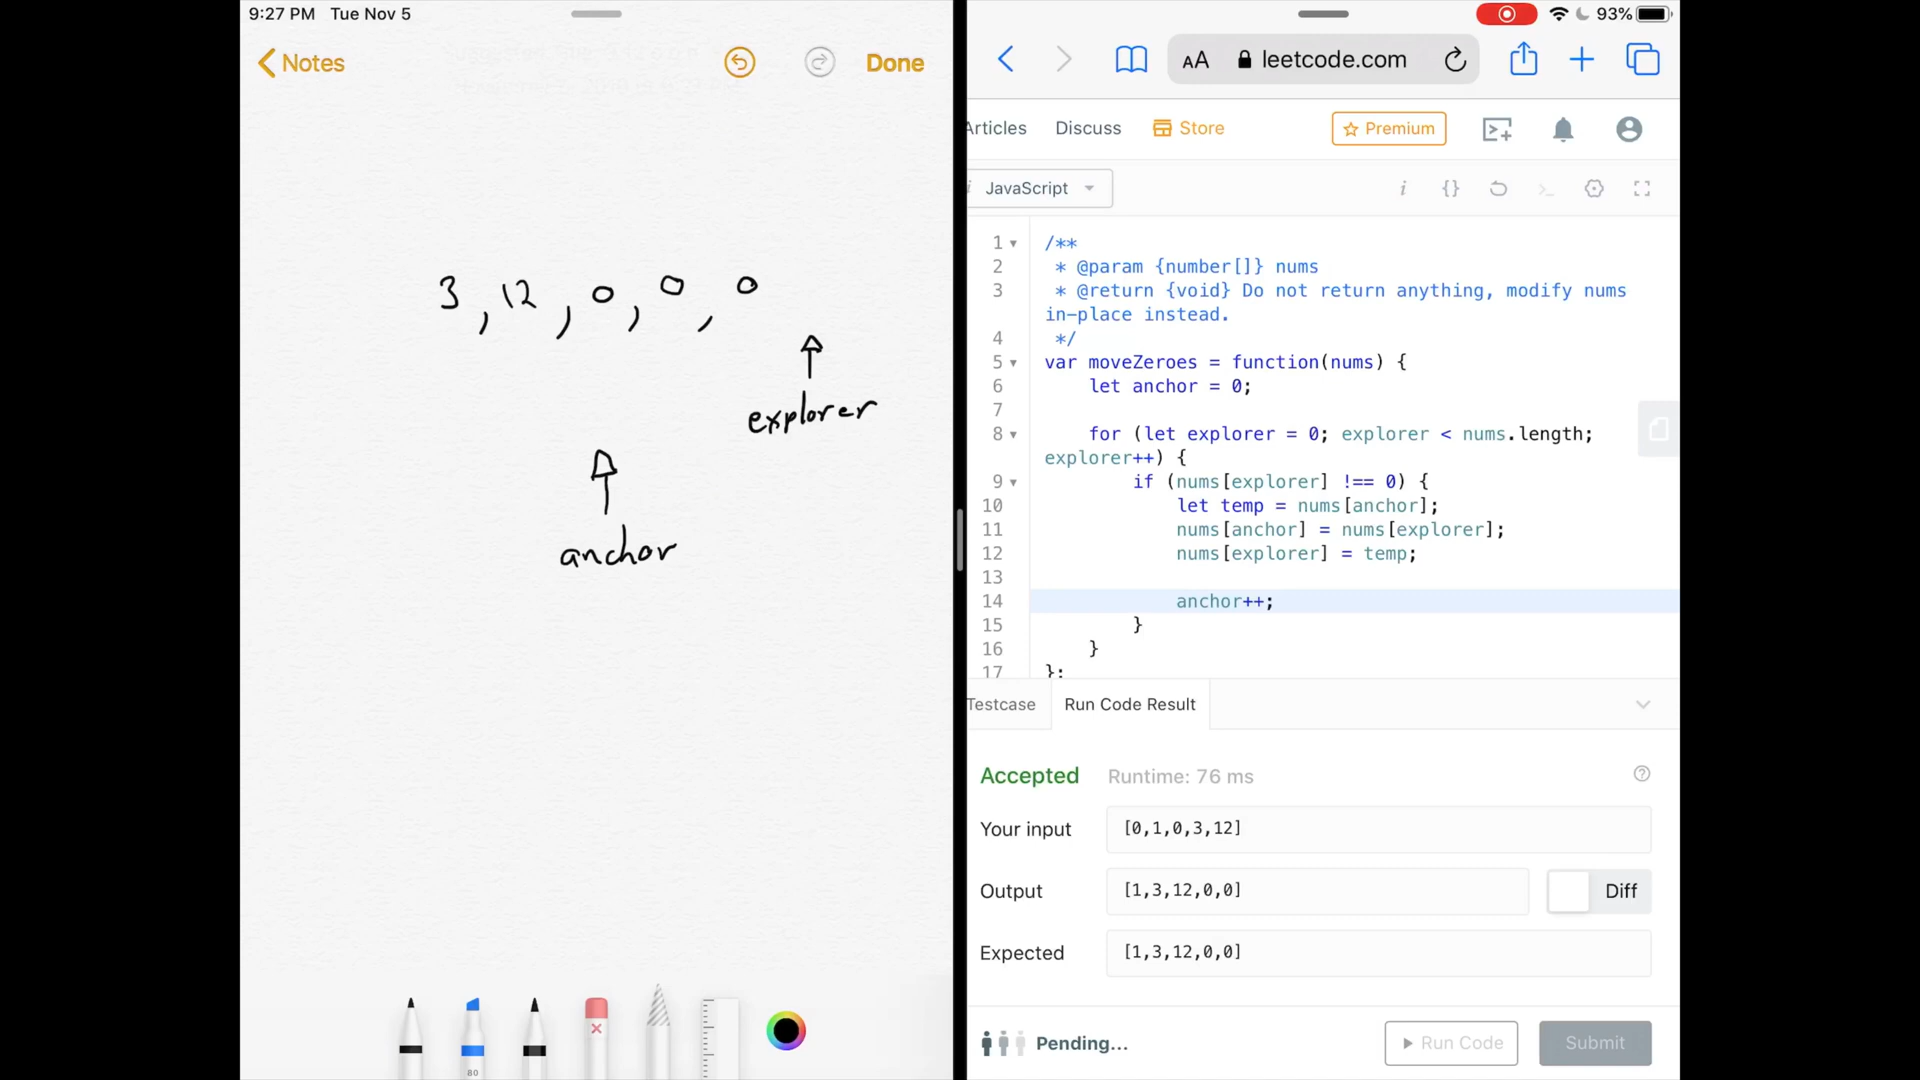 9:27 PM Tue Nov 5
93%
Notes
Done
AA leetcode.com
Articles Discuss Store Premium
JavaScript
3, 12, 0, 0, 0
explorer
anchor
1 /**
2 * @param {number[]} nums
3 * @return {void} Do not return anything, modify nums
in-place instead.
4 */
5 var moveZeroes = function(nums) {
6 let anchor = 0;
7
8 for (let explorer = 0; explorer < nums.length;
explorer++) {
9 if (nums[explorer] !== 0) {
10 let temp = nums[anchor];
11 nums[anchor] = nums[explorer];
12 nums[explorer] = temp;
13
14 anchor++;
15 }
16 }
17 };
Testcase Run Code Result
Accepted Runtime: 76 ms
Your input [0,1,0,3,12]
Output [1,3,12,0,0] Diff
Expected [1,3,12,0,0]
Pending... Run Code Submit
80